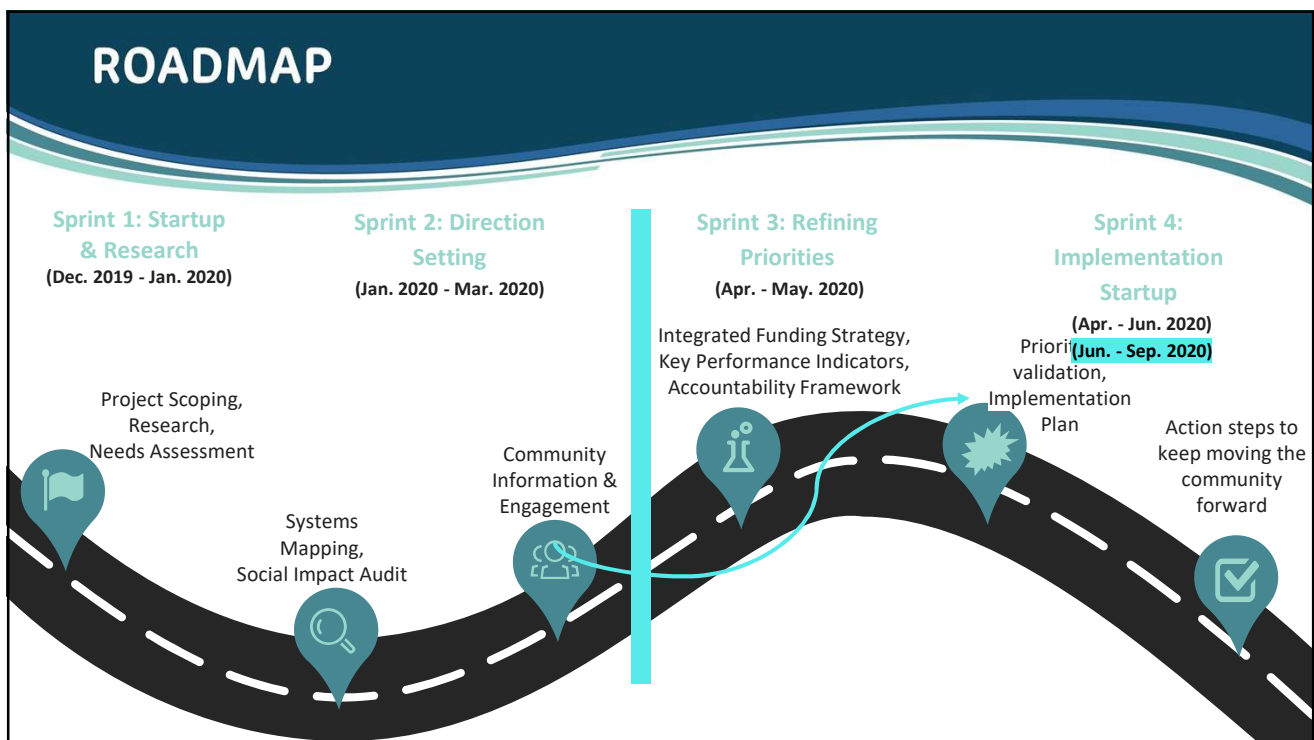 ROADMAP
Sprint 1: Startup
& Research
(Dec. 2019 - Jan. 2020)
Sprint 2: Direction
Setting
(Jan. 2020 - Mar. 2020)
Sprint 3: Refining
Priorities
(Apr. - May. 2020)
Sprint 4:
Implementation
Startup
(Apr. - Jun. 2020)
(Jun. - Sep. 2020)
Project Scoping,
Research,
Needs Assessment
Systems
Mapping,
Social Impact Audit
Community
Information &
Engagement
Integrated Funding Strategy,
Key Performance Indicators,
Accountability Framework
validation,
Implementation
Plan
Action steps to
keep moving the
community
forward